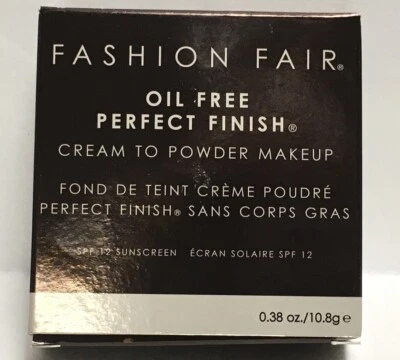 FASHION FAIR®
OIL FREE
PERFECT FINISH®
CREAM TO POWDER MAKEUP
FOND DE TEINT CRÈME POUDRÉ
PERFECT FINISH® SANS CORPS GRAS
SPF 12 SUNSCREEN ÉCRAN SOLAIRE SPF 12
0.38 oz./10.8g ℮